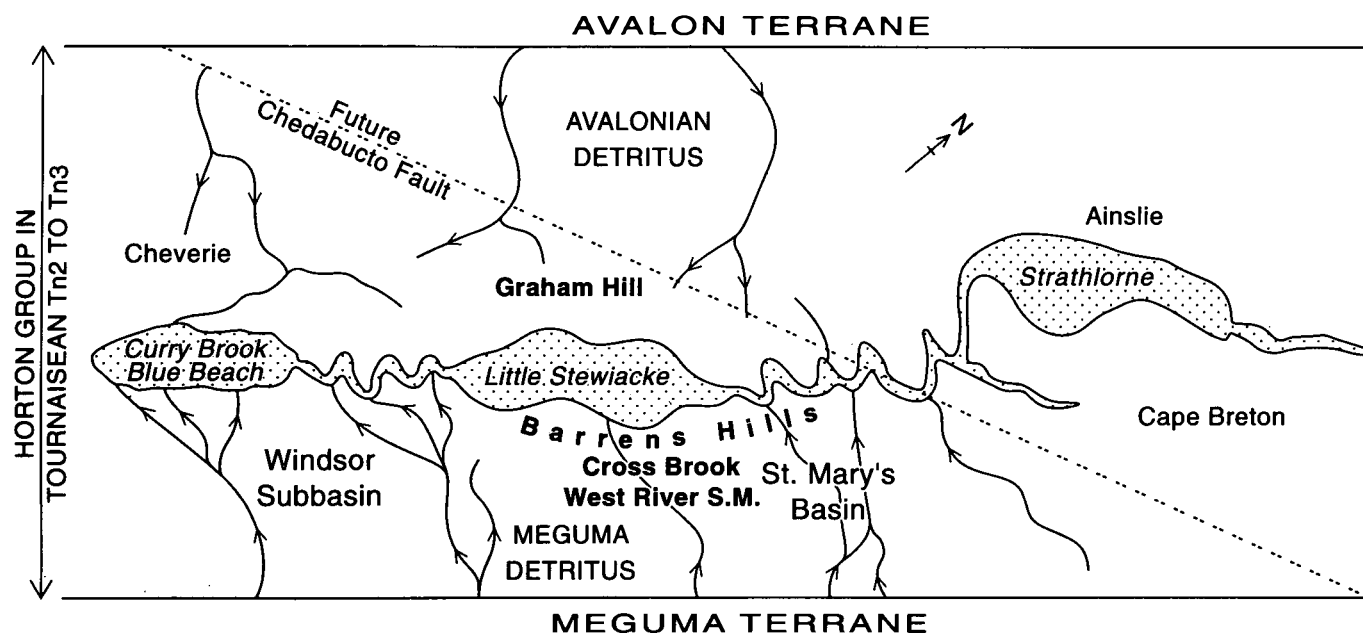 AVALON TERRANE
HORTON GROUP IN
TOURNAISEAN Tn2 TO Tn3
Future
Chedabucto Fault
AVALONIAN
DETRITUS
N
Cheverie
Graham Hill
Ainslie
Strathlorne
Curry Brook
Blue Beach
Little Stewiacke
Barrens Hills
Cape Breton
Windsor
Subbasin
Cross Brook
West River S.M.
St. Mary's
Basin
MEGUMA
DETRITUS
MEGUMA TERRANE